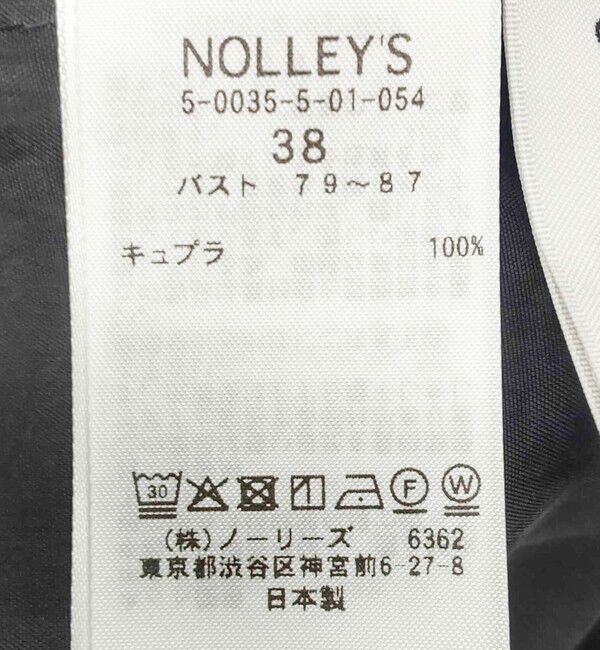 NOLLEY'S
5-0035-5-01-054
38
バスト 79～87
キュプラ 100%
30 F W
(株)ノーリーズ 6362
東京都渋谷区神宮前6-27-8
日本製